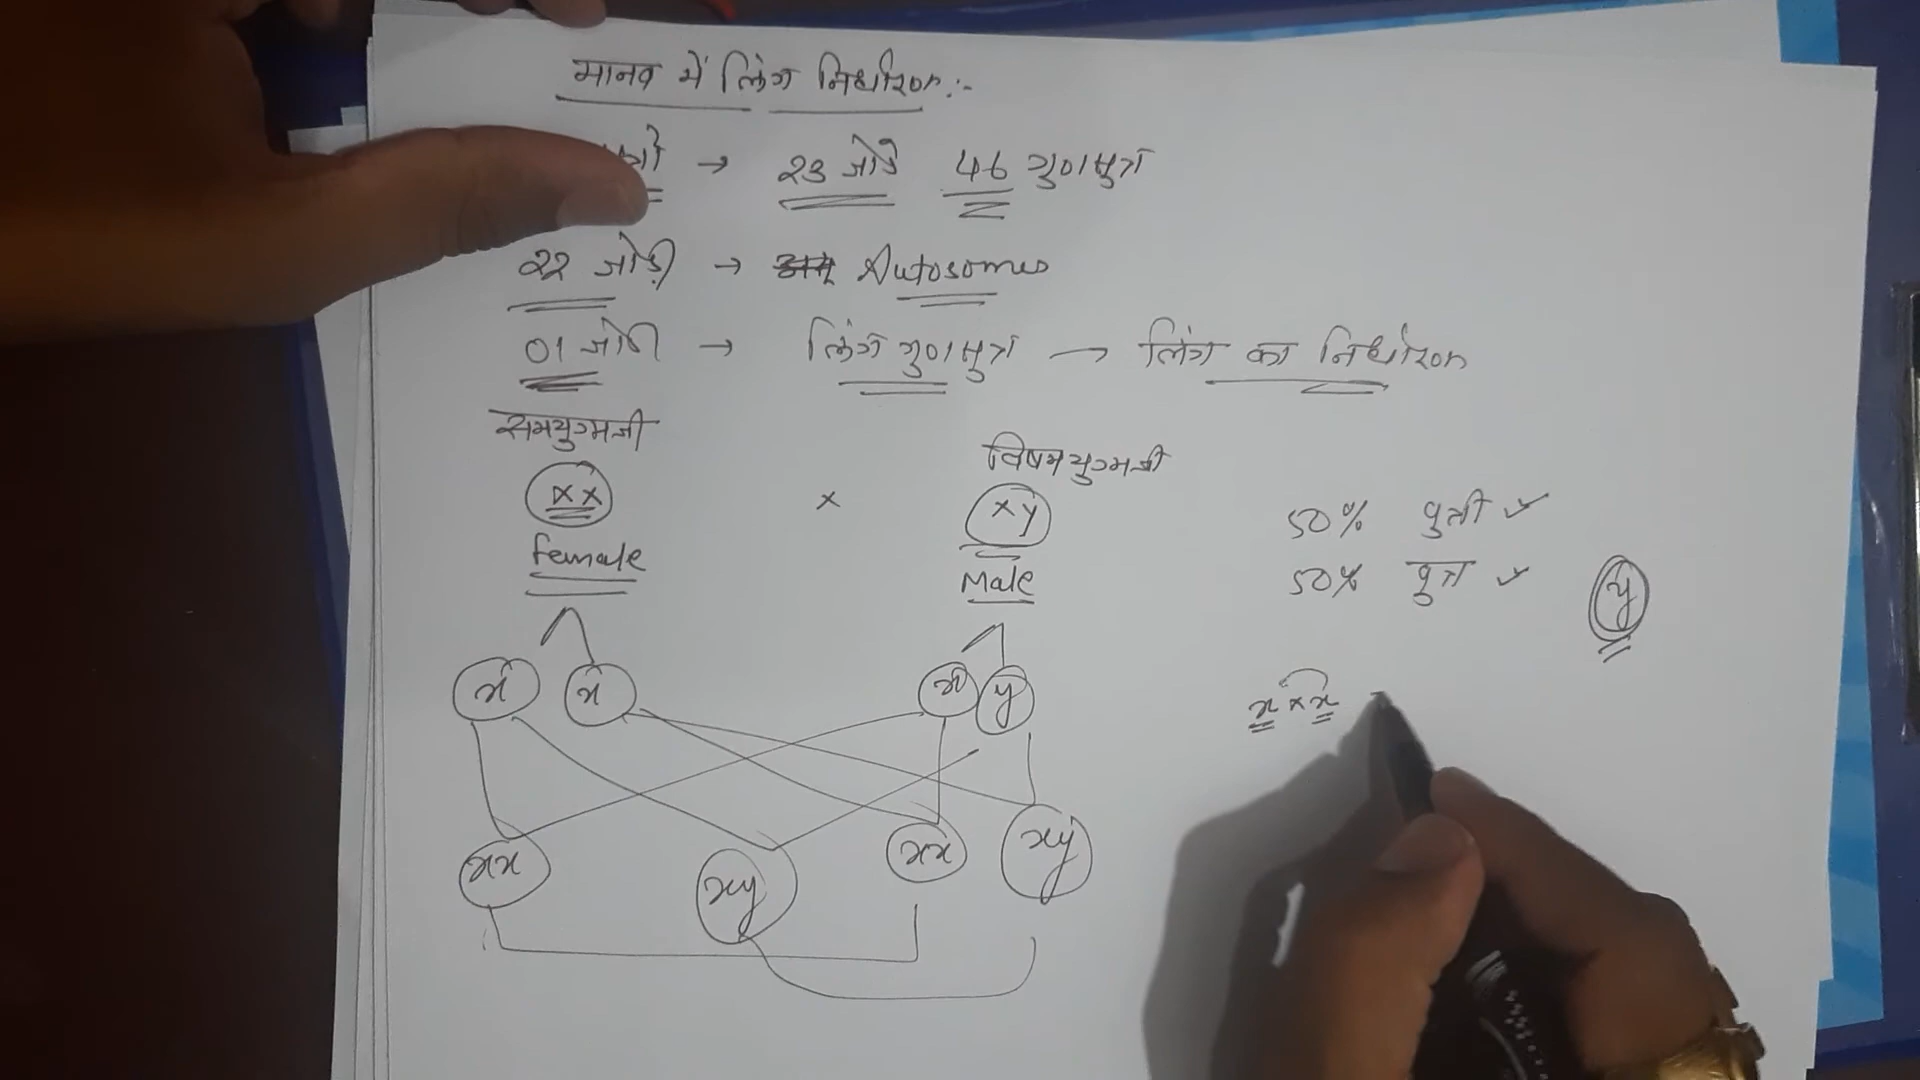 मानव में लिंग निर्धारण :-
→ 23 जोड़े 46 गुणसूत्र
22 जोड़ी → Autosomes
01 जोड़ी → लिंग गुणसूत्र → लिंग का निर्धारण
समयुग्मजी
विषमयुग्मजी
xx × xy
Female Male
50% पुत्री ✓
50% पुत्र ✓
y
x x x y
x × x
xx xy xx xy